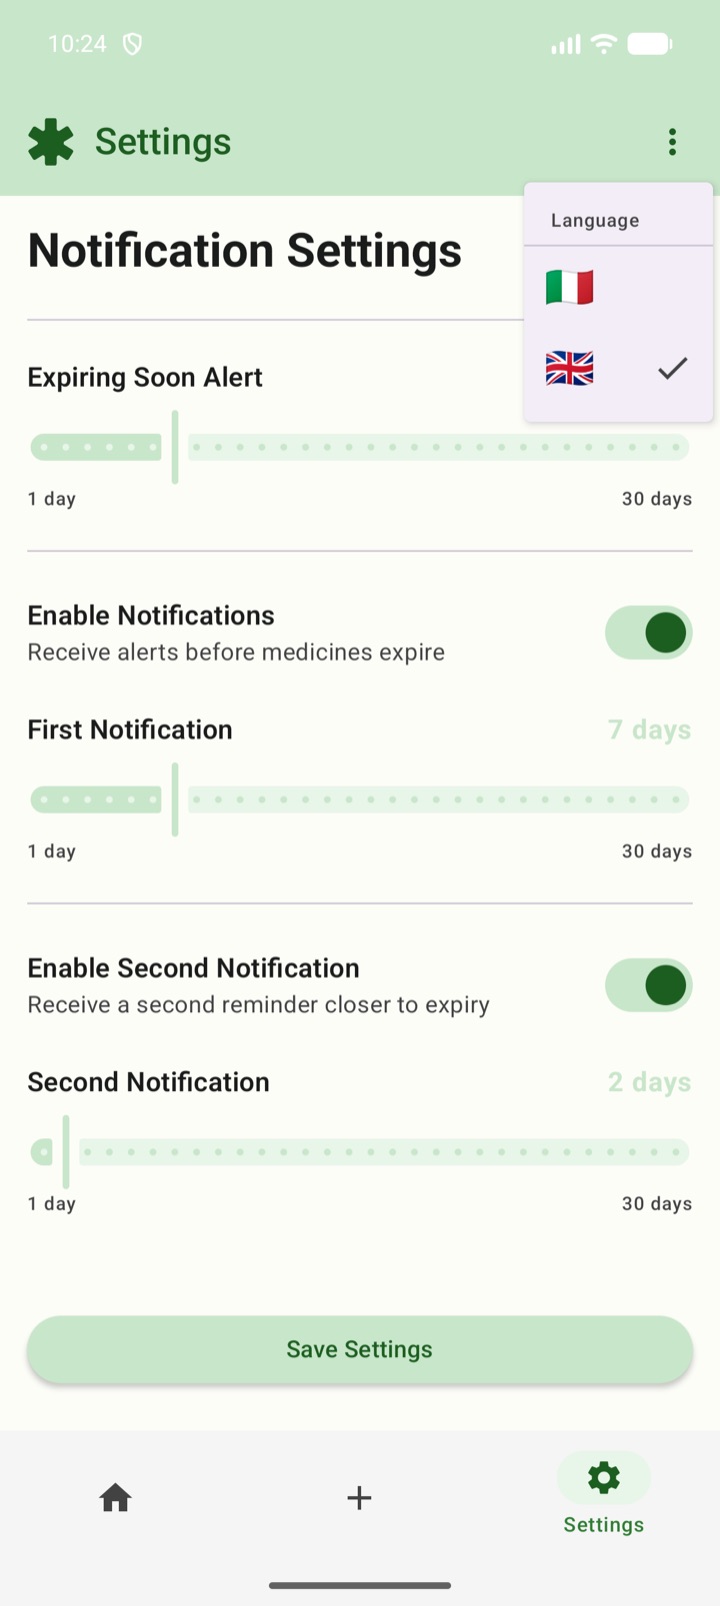 10:24
Settings
Language
Notification Settings
Expiring Soon Alert
1 day
30 days
Enable Notifications
Receive alerts before medicines expire
First Notification
7 days
1 day
30 days
Enable Second Notification
Receive a second reminder closer to expiry
Second Notification
2 days
1 day
30 days
Save Settings
Settings